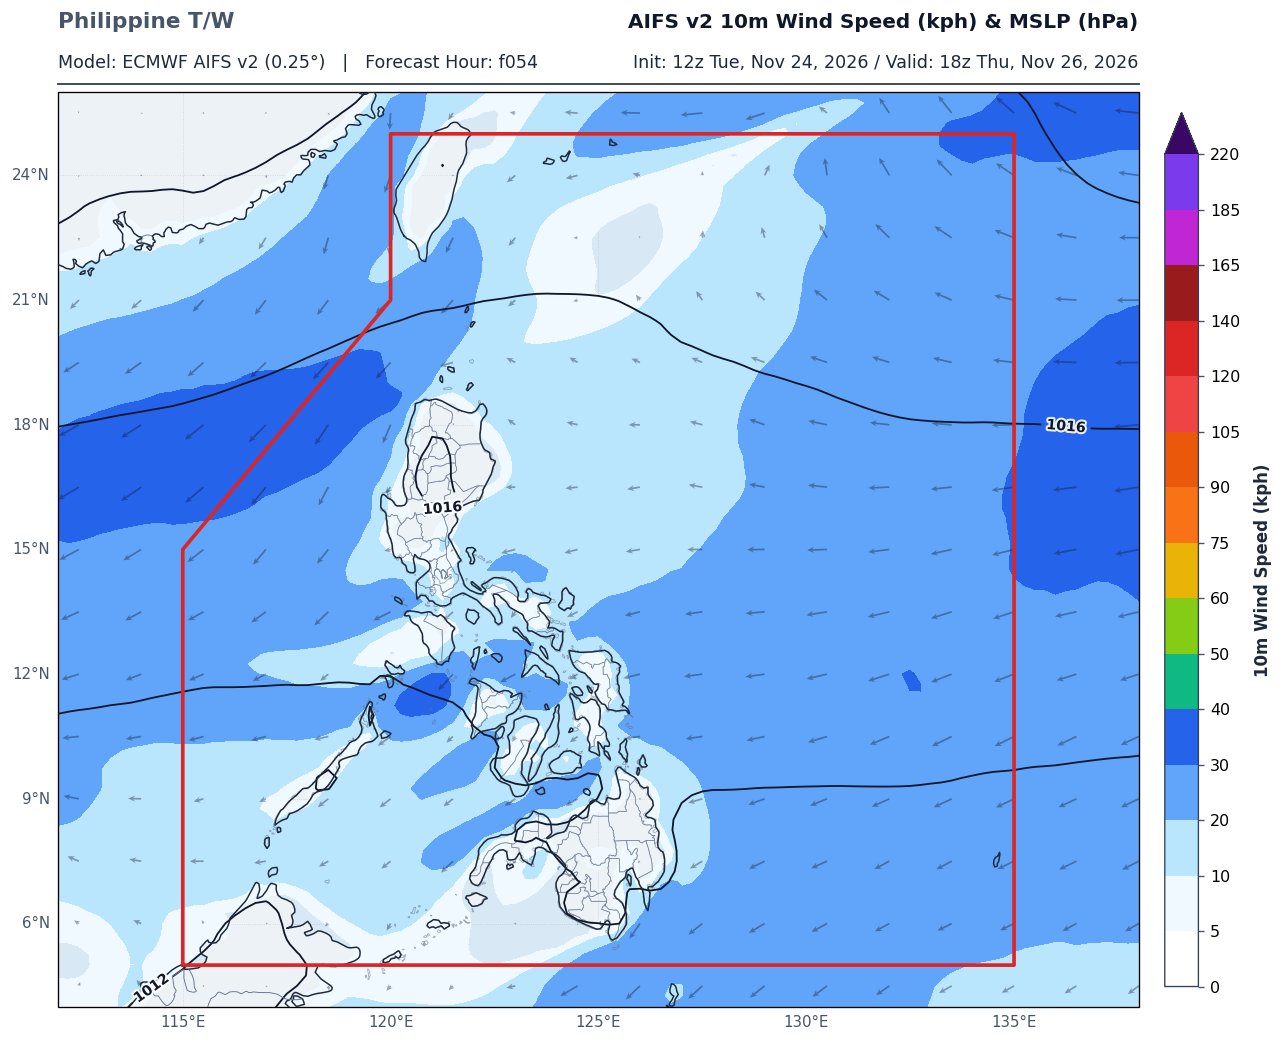 Philippine T/W
AIFS v2 10m Wind Speed (kph) & MSLP (hPa)
Model: ECMWF AIFS v2 (0.25°) | Forecast Hour: f054
Init: 12z Tue, Nov 24, 2026 / Valid: 18z Thu, Nov 26, 2026
24°N
21°N
18°N
15°N
12°N
9°N
6°N
115°E
120°E
125°E
130°E
135°E
1016
1016
1012
220
185
165
140
120
105
90
75
60
50
40
30
20
10
5
0
10m Wind Speed (kph)